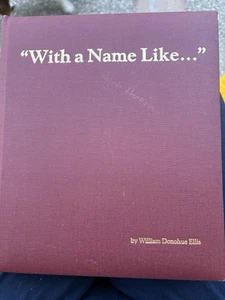 “With a Name Like...”
by William Donohue Ellis